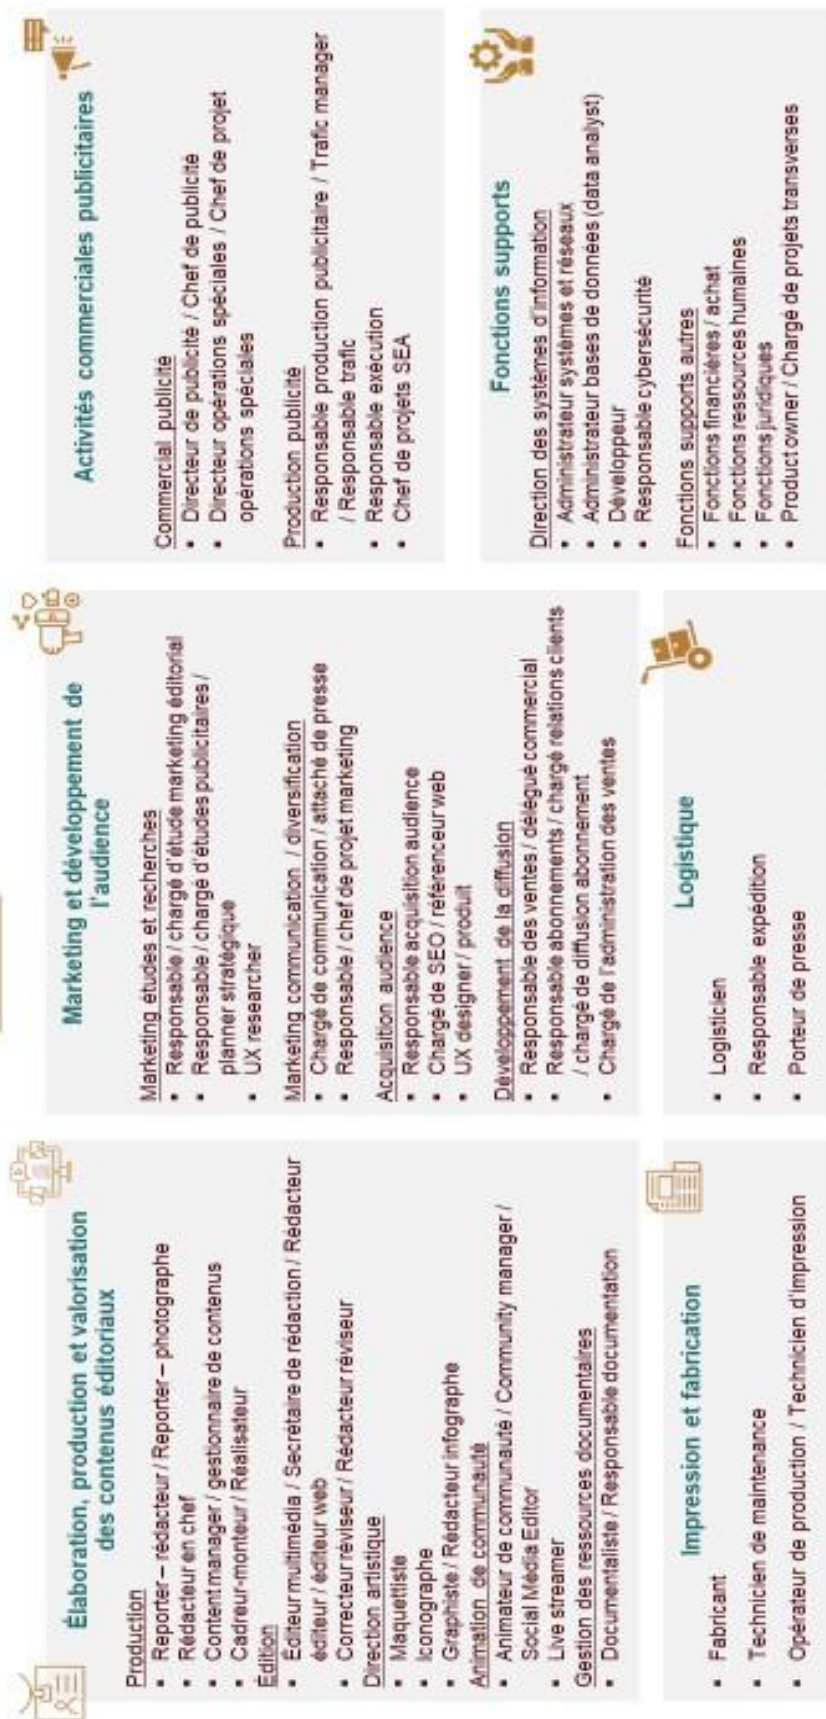 Élaboration, production et valorisation
des contenus éditoriaux
Production
▪ Reporter – rédacteur / Reporter – photographe
▪ Rédacteur en chef
▪ Content manager / gestionnaire de contenus
▪ Cadreur-monteur / Réalisateur
Édition
▪ Editeur multimédia / Secrétaire de rédaction / Rédacteur
éditeur / éditeur web
▪ Correcteur réviseur / Rédacteur réviseur
Direction artistique
▪ Maquettiste
▪ Iconographe
▪ Graphiste / Rédacteur infographe
Animation de communauté
▪ Animateur de communauté / Community manager /
Social Media Editor
▪ Live streamer
Gestion des ressources documentaires
▪ Documentaliste / Responsable documentation
Marketing et développement de
l'audience
Marketing études et recherches
▪ Responsable / chargé d'étude marketing éditorial
▪ Responsable / chargé d'études publicitaires /
planner stratégique
▪ UX researcher
Marketing communication / diversification
▪ Chargé de communication / attaché de presse
▪ Responsable / chef de projet marketing
Acquisition audience
▪ Responsable acquisition audience
▪ Chargé de SEO / référenceur web
▪ UX designer / produit
Développement de la diffusion
▪ Responsable des ventes / délégué commercial
▪ Responsable abonnements / chargé relations clients
/ chargé de diffusion abonnement
▪ Chargé de l'administration des ventes
Activités commerciales publicitaires
Commercial publicité
▪ Directeur de publicité / Chef de publicité
▪ Directeur opérations spéciales / Chef de projet
opérations spéciales
Production publicité
▪ Responsable production publicitaire / Trafic manager
/ Responsable trafic
▪ Responsable exécution
▪ Chef de projets SEA
Impression et fabrication
▪ Fabricant
▪ Technicien de maintenance
▪ Opérateur de production / Technicien d'impression
Logistique
▪ Logisticien
▪ Responsable expédition
▪ Porteur de presse
Fonctions supports
Direction des systèmes d'information
▪ Administrateur systèmes et réseaux
▪ Administrateur bases de données (data analyst)
▪ Développeur
▪ Responsable cybersécurité
Fonctions supports autres
▪ Fonctions financières / achat
▪ Fonctions ressources humaines
▪ Fonctions juridiques
▪ Product owner / Chargé de projets transverses